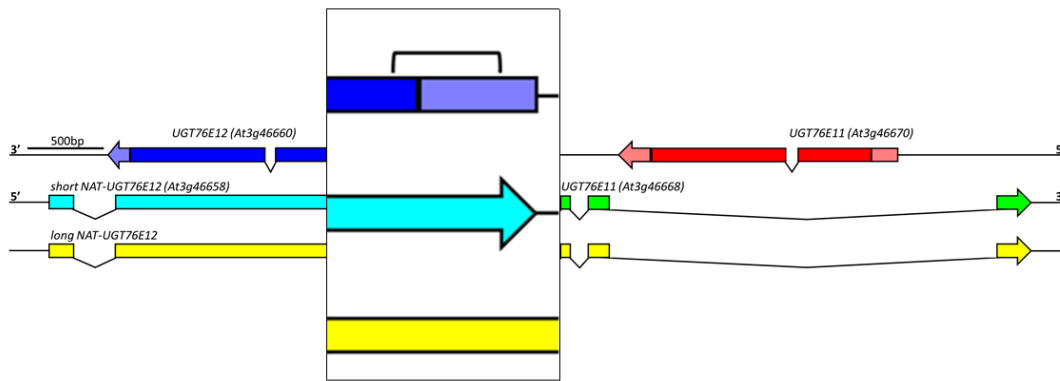 UGT76E12 (At3g46660)
UGT76E11 (At3g46670)
500bp
3’
5
short NAT-UGT76E12 (At3g46658)
UGT76E11 (At3g46668)
5’
3
long NAT-UGT76E12